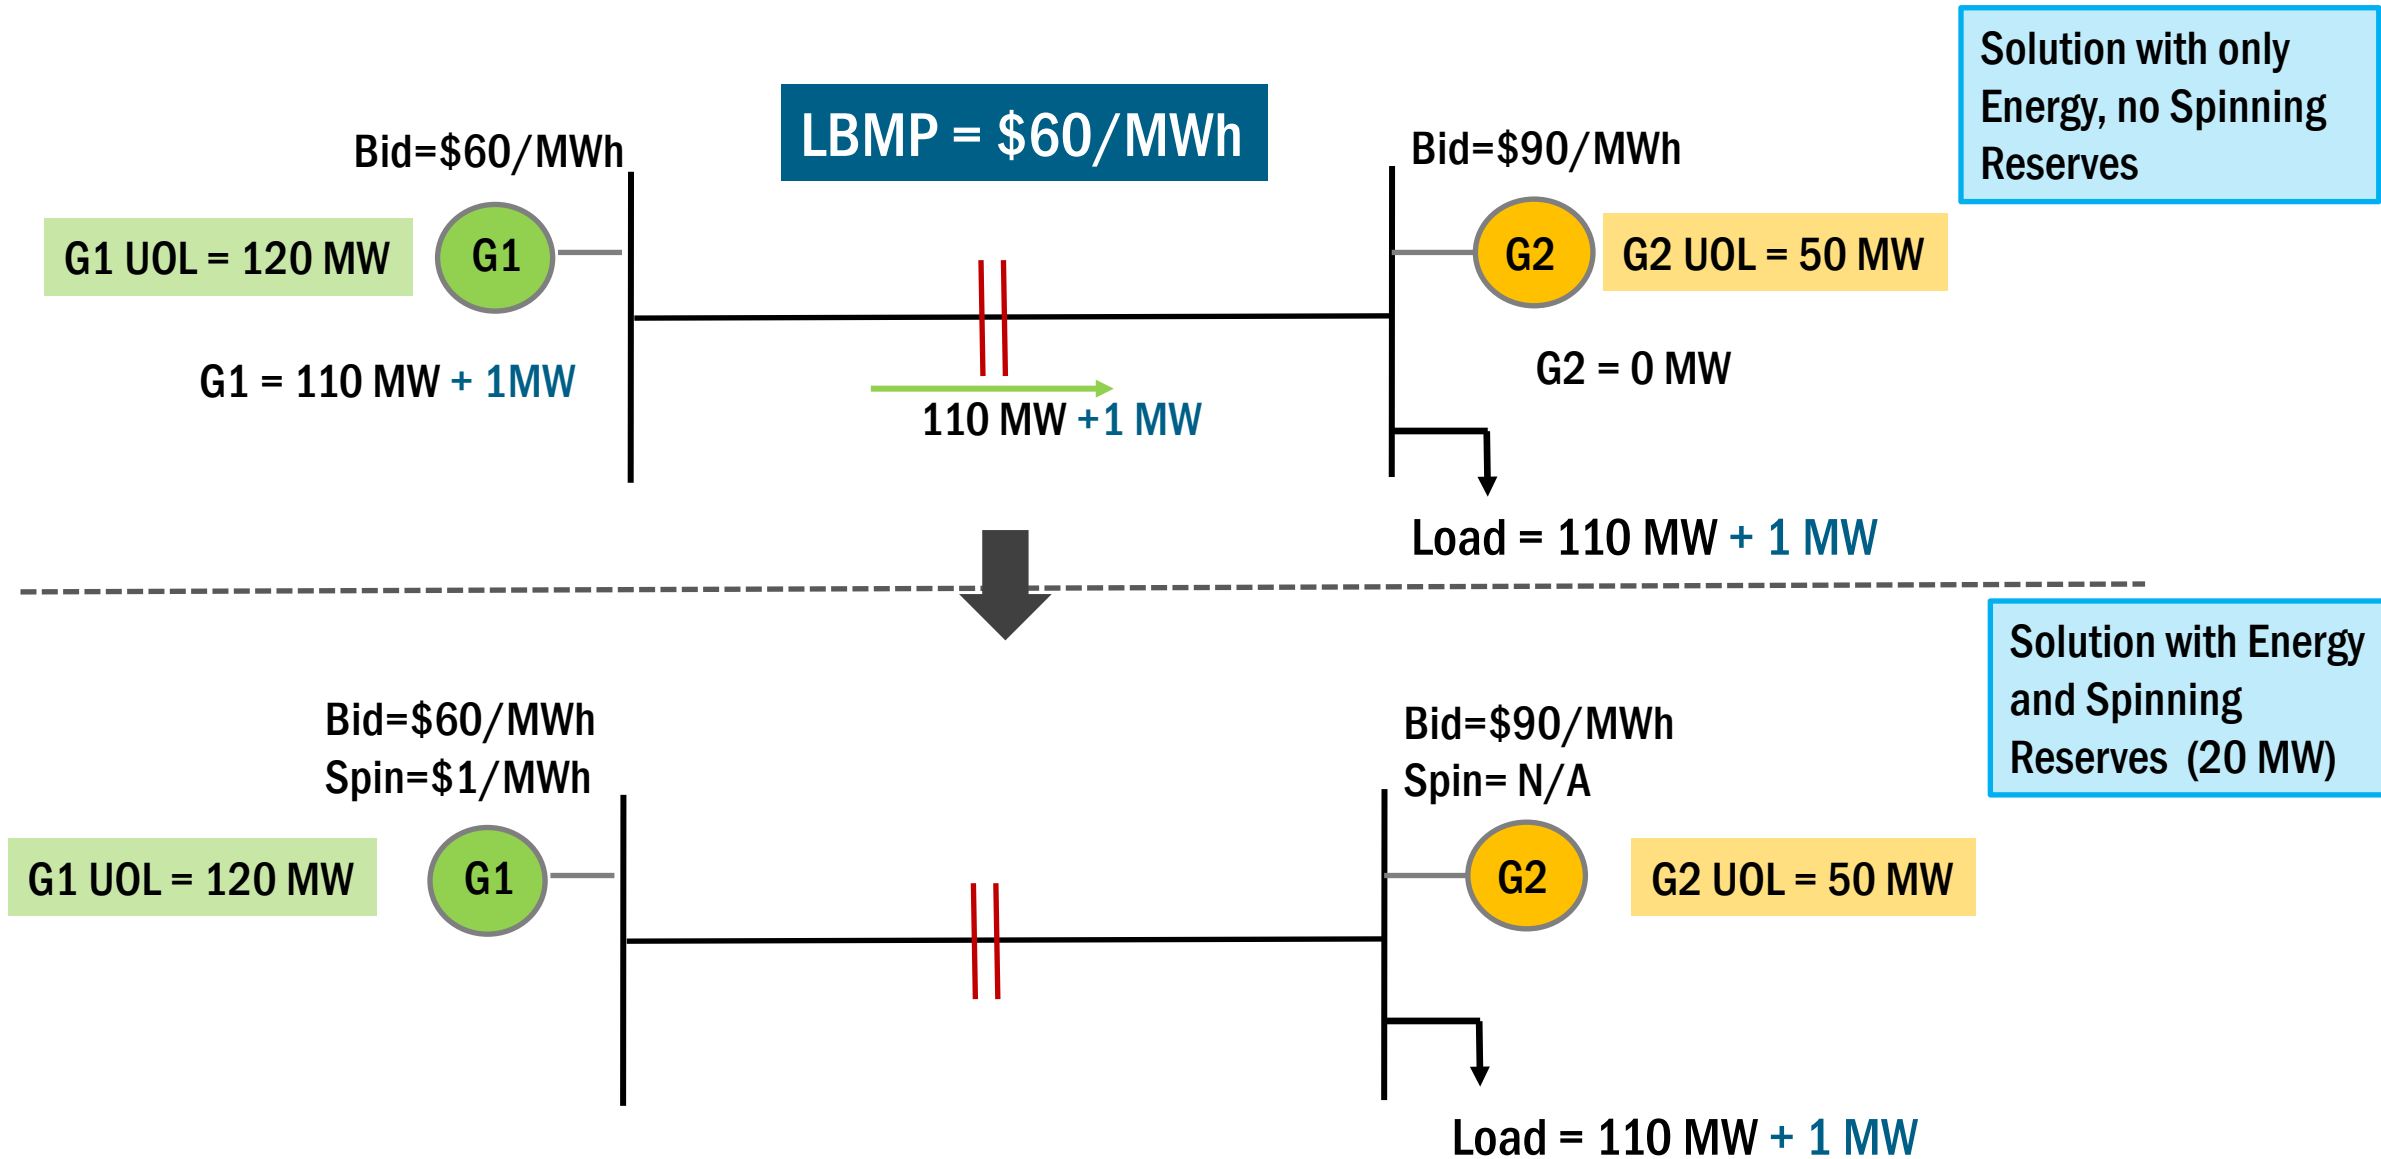 Solution with only
Energy, no Spinning
Reserves
LBMP = $60/MWh
Bid=$60/MWh
Bid=$90/MWh
G1 UOL = 120 MW
G1
G2
G2 UOL = 50 MW
G1 = 110 MW + 1MW
110 MW +1 MW
G2 = 0 MW
Load = 110 MW + 1 MW
Solution with Energy
and Spinning
Reserves (20 MW)
Bid=$60/MWh
Spin=$1/MWh
Bid=$90/MWh
Spin= N/A
G1 UOL = 120 MW
G1
G2
G2 UOL = 50 MW
Load = 110 MW + 1 MW